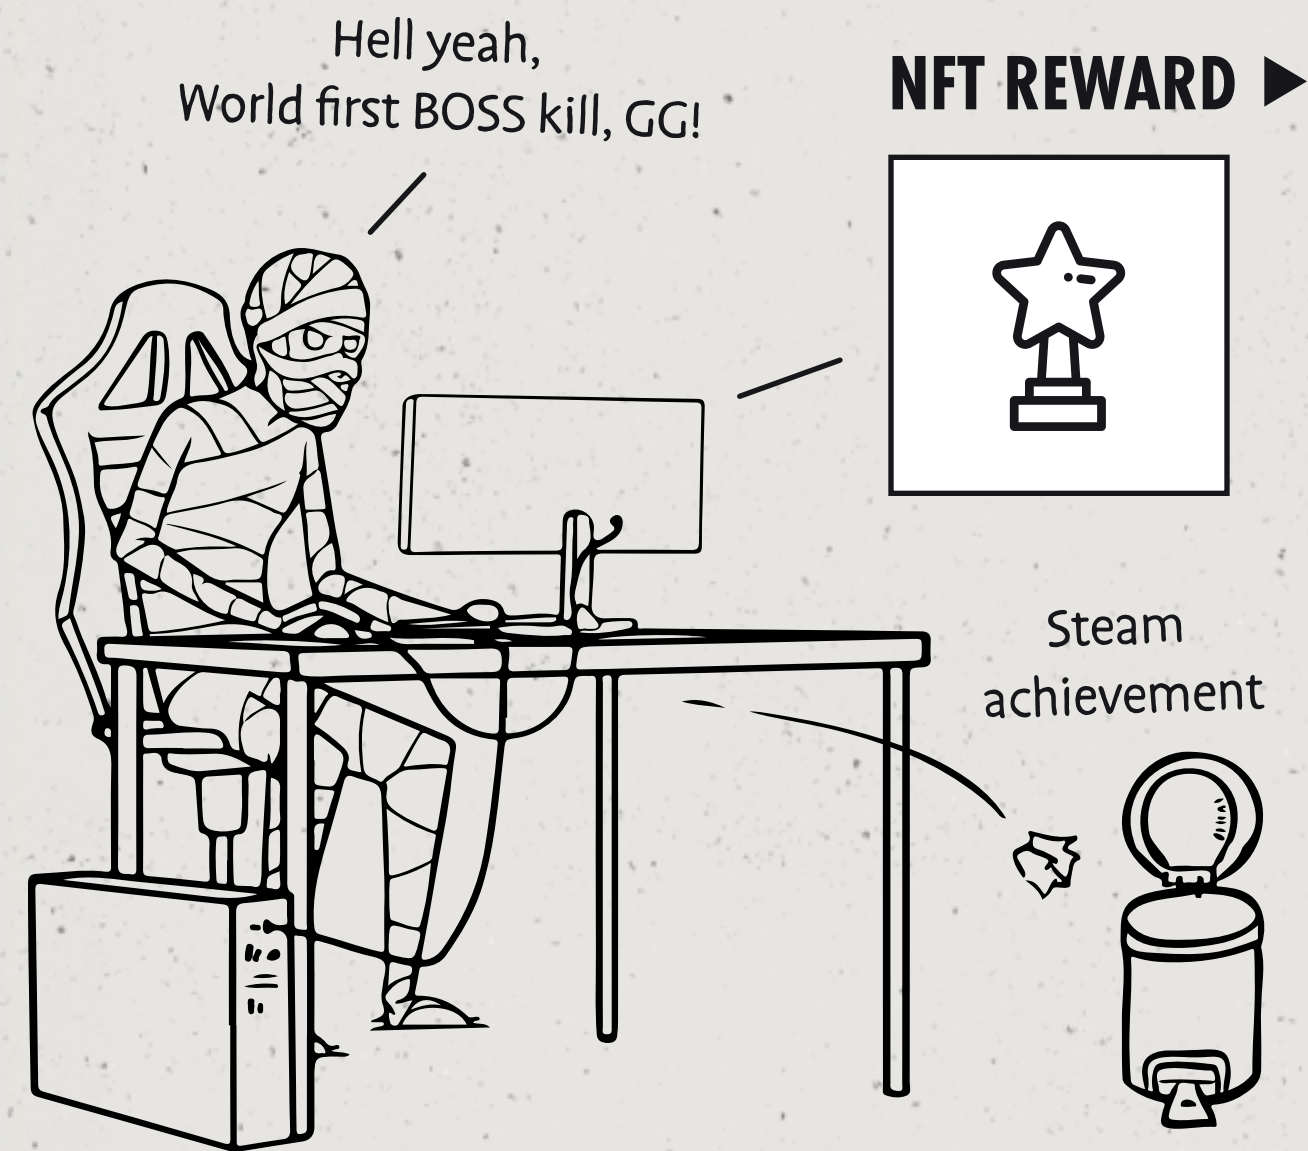 Hell yeah,
World first BOSS kill, GG!
NFT REWARD
Steam
achievement